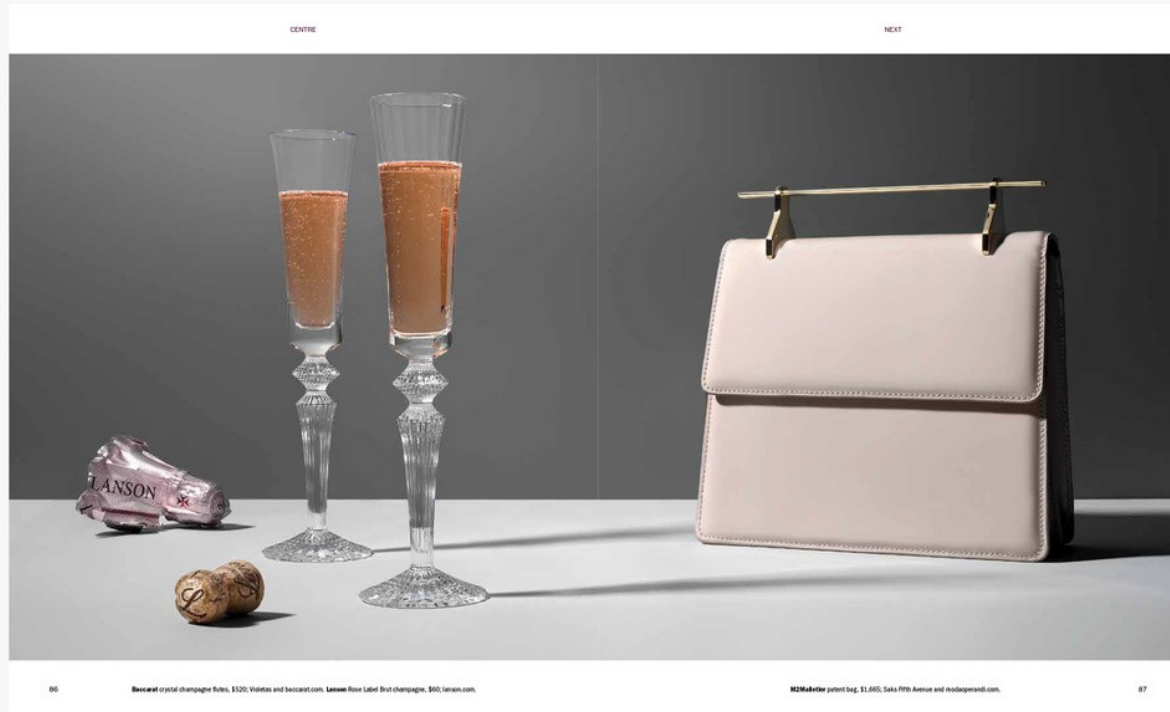 CENTRE
NEXT
LANSON
L
86
Baccarat crystal champagne flutes, $520; Violetas and baccarat.com. Lanson Rose Label Brut champagne, $60; lanson.com.
M2Malletier patent bag, $1,665; Saks Fifth Avenue and modaoperandi.com.
87